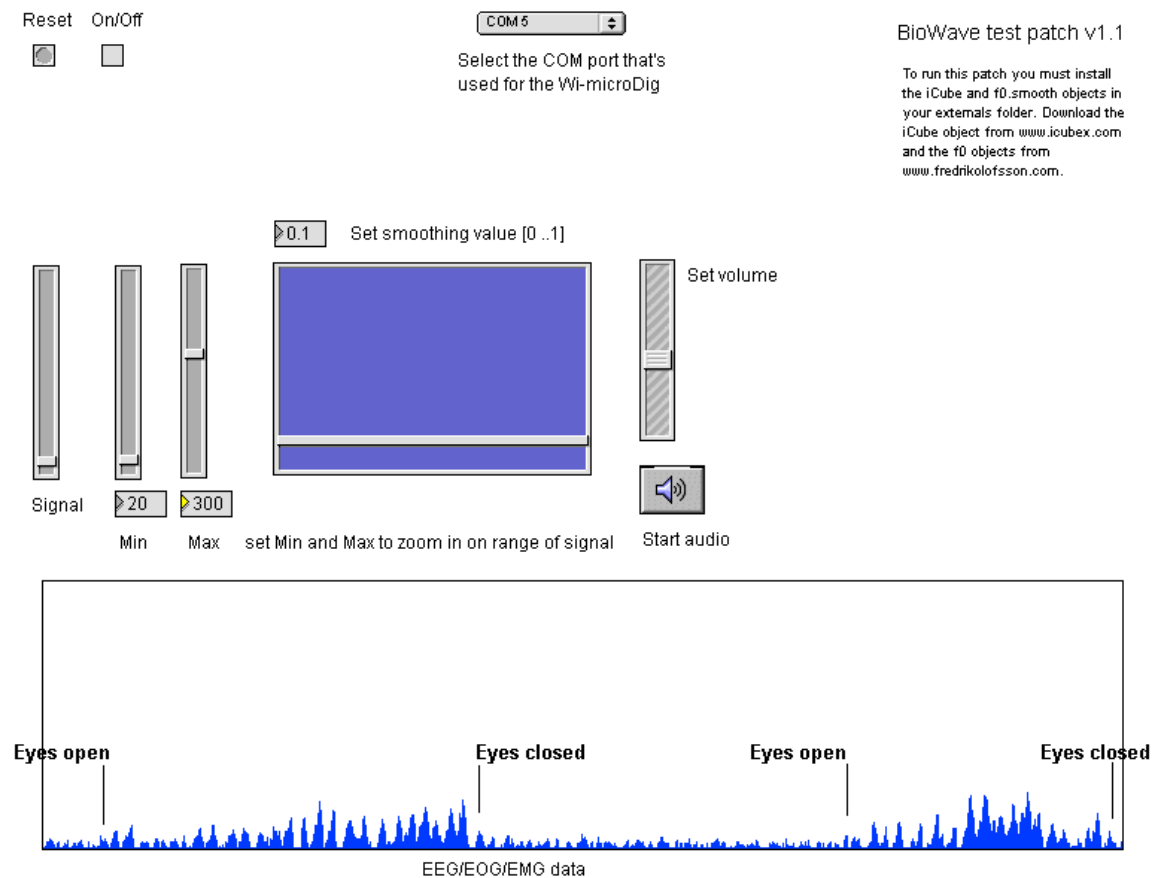 Reset On/Off
COM5
BioWave test patch v1.1
Select the COM port that's
used for the Wi-microDig
To run this patch you must install
the iCube and f0.smooth objects in
your externals folder. Download the
iCube object from www.icubex.com
and the f0 objects from
www.fredrikolofsson.com.
0.1 Set smoothing value [0 ..1]
Set volume
Signal 20 300
Min Max set Min and Max to zoom in on range of signal Start audio
Eyes open Eyes closed Eyes open Eyes closed
EEG/EOG/EMG data